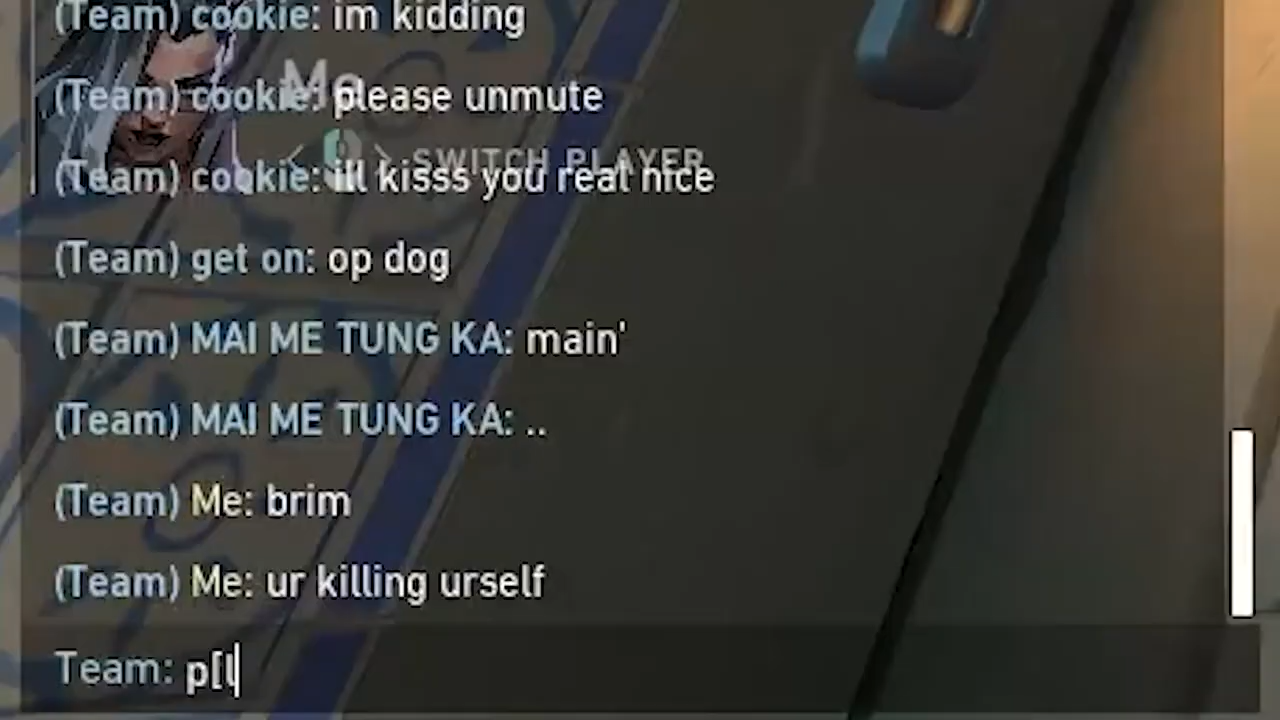 (Team) cookie: im kidding
Me
(Team) cookie: please unmute
< > SWITCH PLAYER
(Team) cookie: ill kisss you real nice
(Team) get on: op dog
(Team) MAI ME TUNG KA: main'
(Team) MAI ME TUNG KA: ..
(Team) Me: brim
(Team) Me: ur killing urself
Team: p[l